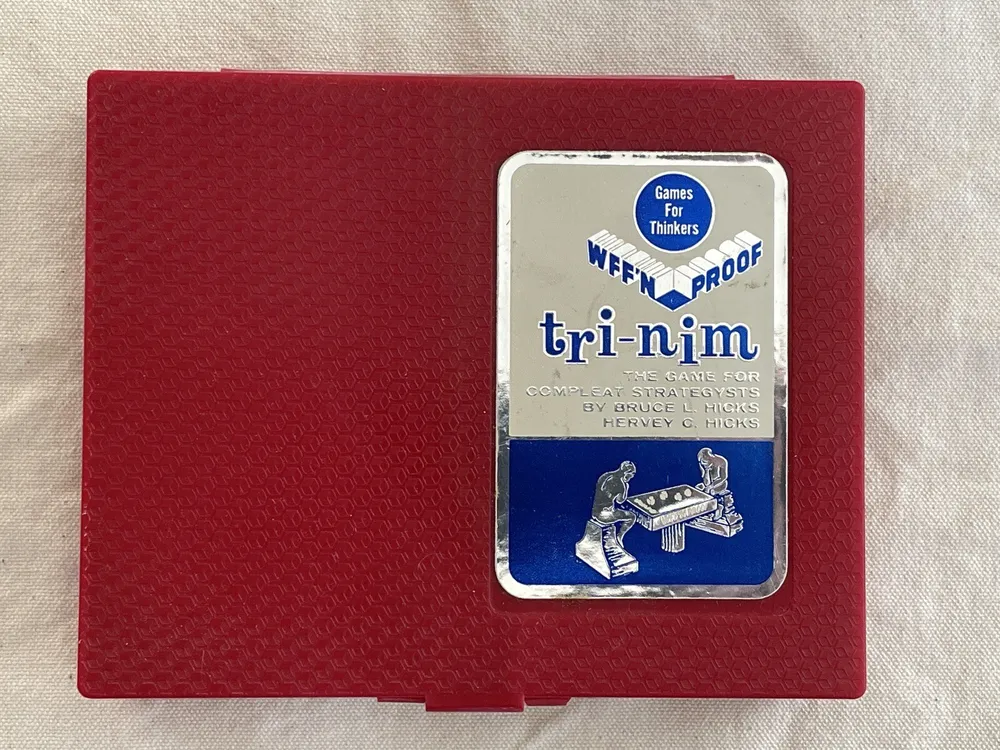 Games
For
Thinkers
WFF'N PROOF
tri-nim
THE GAME FOR
COMPLEAT STRATEGYSTS
BY BRUCE L. HICKS
HERVEY C. HICKS